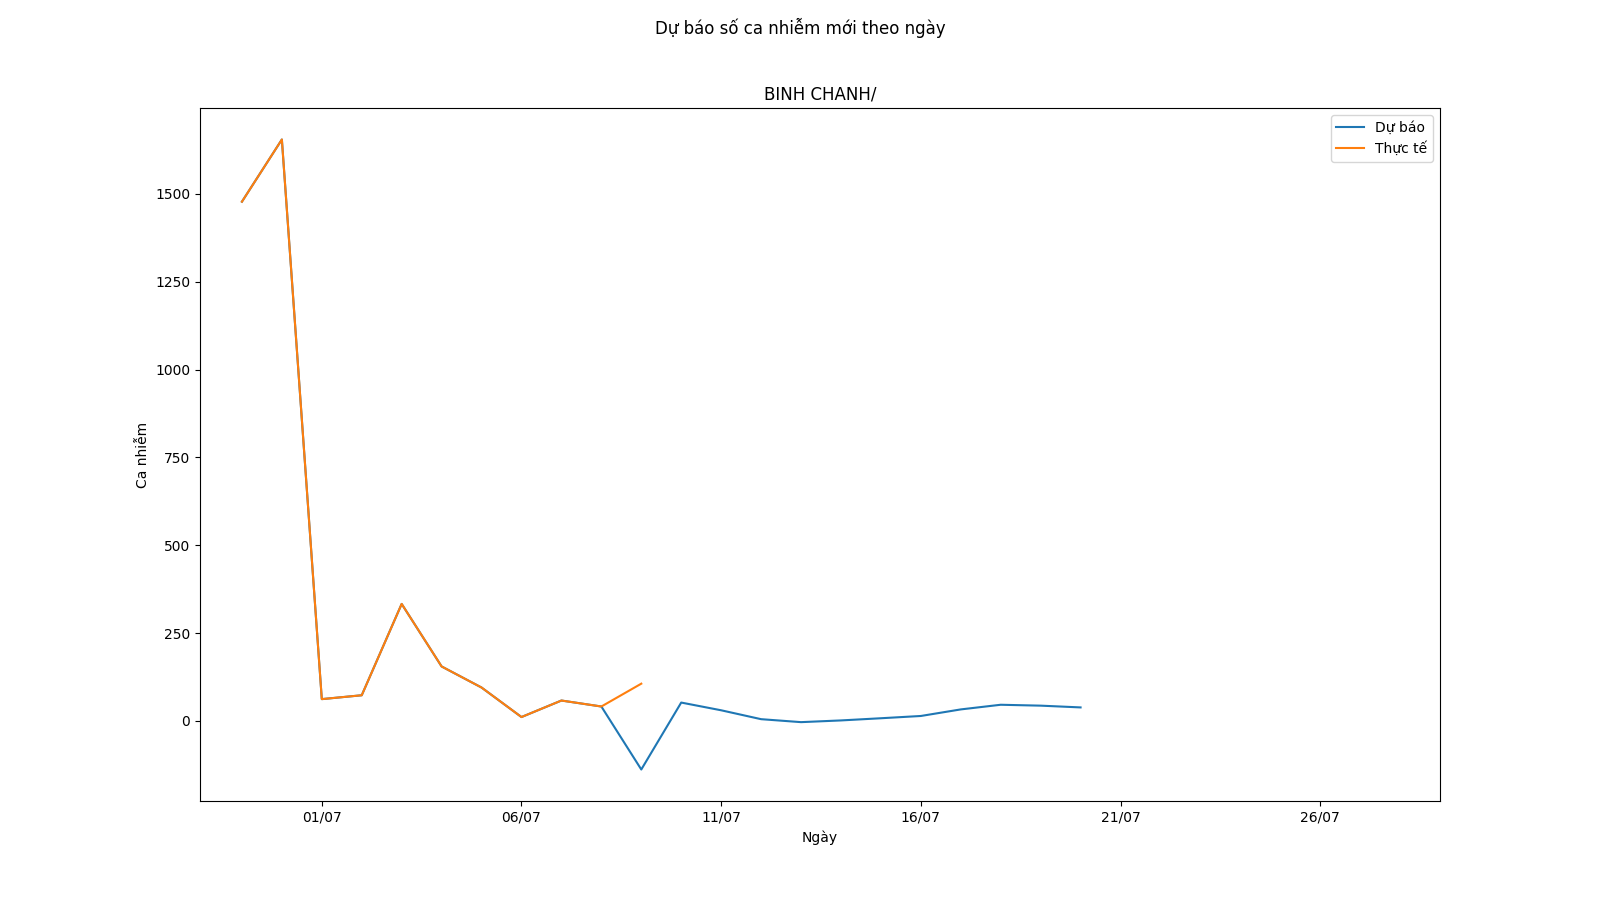 Dự báo số ca nhiễm mới theo ngày
BINH CHANH/
Dự báo
Thực tế
1500
1250
1000
750
500
250
0
Ca nhiễm
01/07
06/07
11/07
16/07
21/07
26/07
Ngày